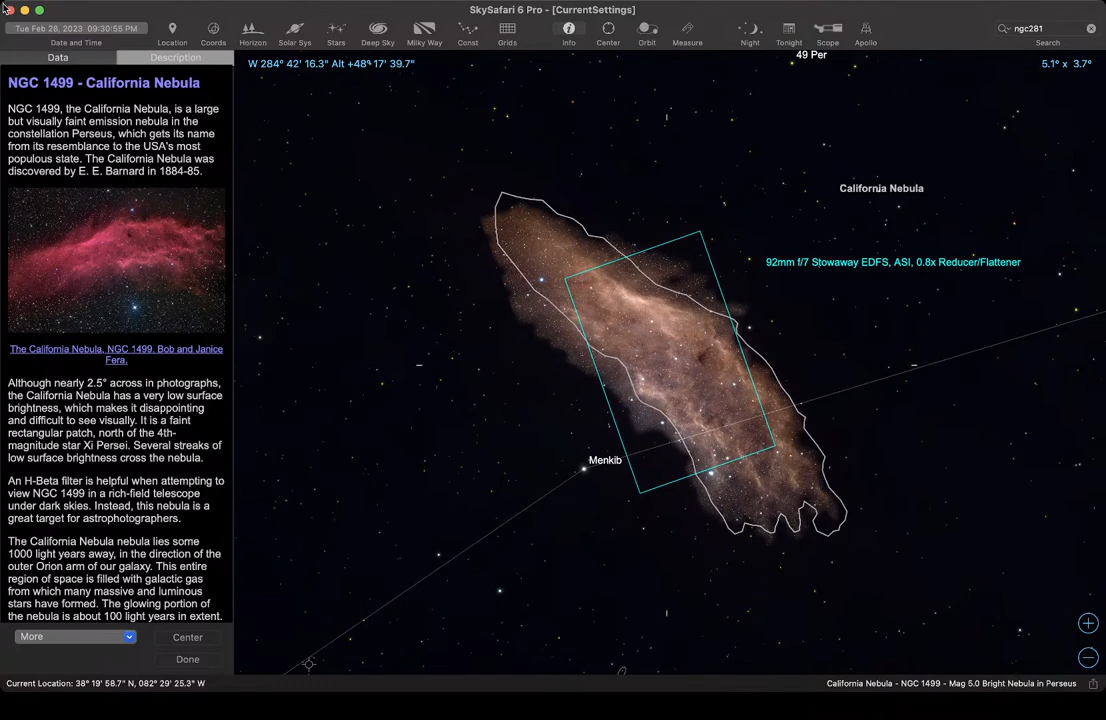 SkySafari 6 Pro - [CurrentSettings]
Tue Feb 28, 2023 09:30:55 PM
ngc281
Date and Time
Location
Coords
Horizon
Solar Sys
Stars
Deep Sky
Milky Way
Const
Grids
Info
Center
Orbit
Measure
Night
Tonight
Scope
Apollo
Search
Data
Description
W 284° 42' 16.3" Alt +48° 17' 39.7"
49 Per
5.1° x 3.7°
NGC 1499 - California Nebula
NGC 1499, the California Nebula, is a large
but visually faint emission nebula in the
constellation Perseus, which gets its name
from its resemblance to the USA's most
populous state. The California Nebula was
discovered by E. E. Barnard in 1884-85.
The California Nebula, NGC 1499. Bob and Janice
Fera.
Although nearly 2.5° across in photographs,
the California Nebula has a very low surface
brightness, which makes it disappointing
and difficult to see visually. It is a faint
rectangular patch, north of the 4th-
magnitude star Xi Persei. Several streaks of
low surface brightness cross the nebula.
An H-Beta filter is helpful when attempting to
view NGC 1499 in a rich-field telescope
under dark skies. Instead, this nebula is a
great target for astrophotographers.
The California Nebula nebula lies some
1000 light years away, in the direction of the
outer Orion arm of our galaxy. This entire
region of space is filled with galactic gas
from which many massive and luminous
stars have formed. The glowing portion of
the nebula is about 100 light years in extent.
California Nebula
92mm f/7 Stowaway EDFS, ASI, 0.8x Reducer/Flattener
Menkib
More
Center
Done
Current Location: 38° 19' 58.7" N, 082° 29' 25.3" W
California Nebula - NGC 1499 - Mag 5.0 Bright Nebula in Perseus